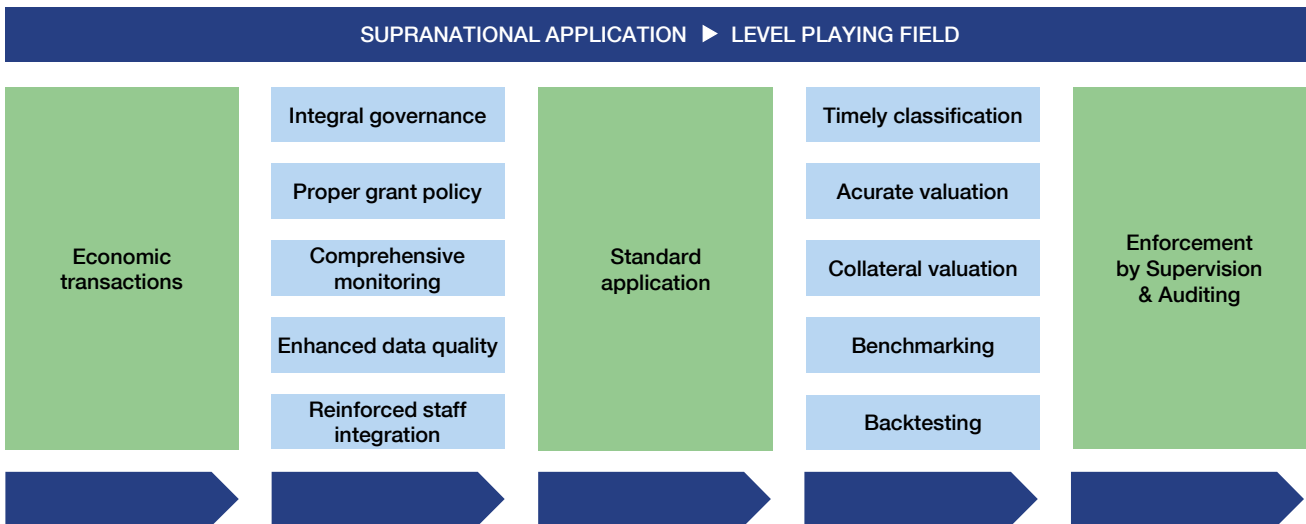 SUPRANATIONAL APPLICATION ▶ LEVEL PLAYING FIELD
Economic
transactions
Integral governance
Proper grant policy
Comprehensive
monitoring
Enhanced data quality
Reinforced staff
integration
Standard
application
Timely classification
Acurate valuation
Collateral valuation
Benchmarking
Backtesting
Enforcement
by Supervision
& Auditing